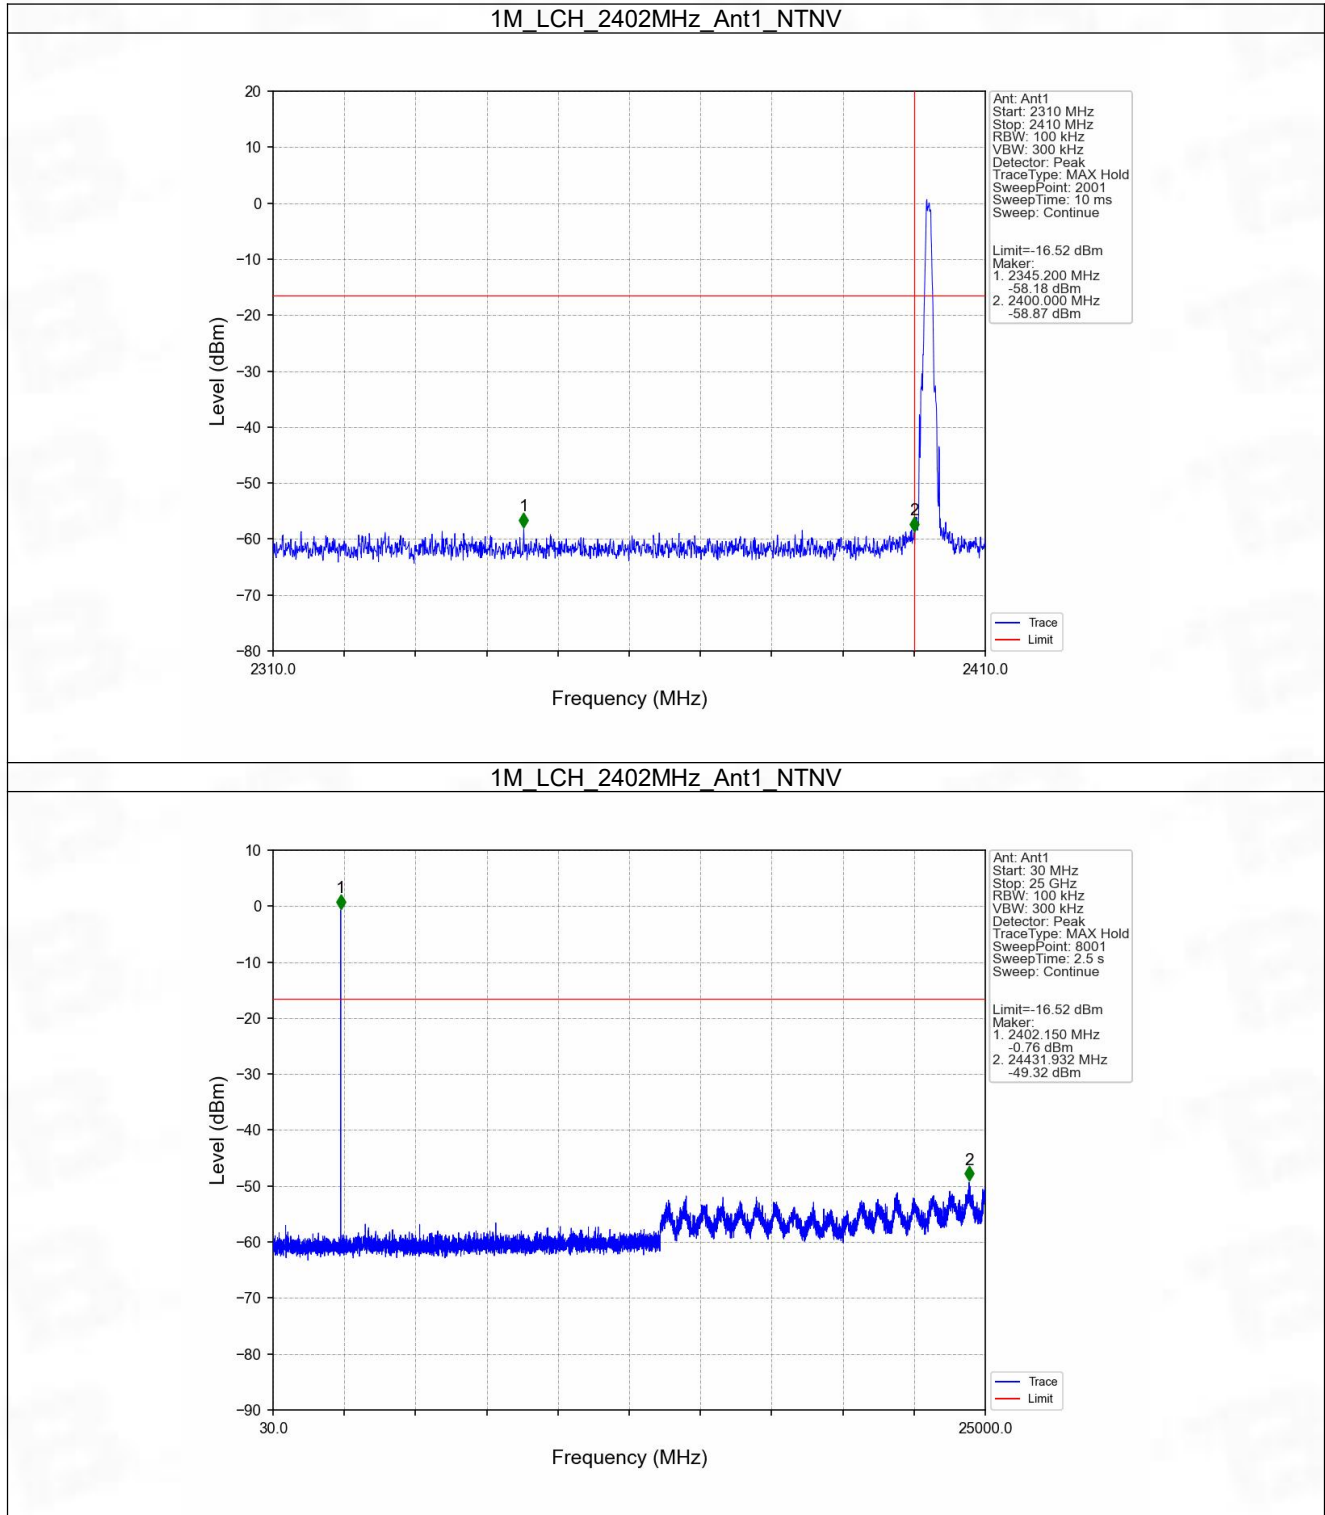 1M_LCH_2402MHz_Ant1_NTNV
20
10
0
−10
−20
−30
−40
−50
−60
−70
−80
Level (dBm)
1
2
2310.0
2410.0
Frequency (MHz)
Ant: Ant1
Start: 2310 MHz
Stop: 2410 MHz
RBW: 100 kHz
VBW: 300 kHz
Detector: Peak
TraceType: MAX Hold
SweepPoint: 2001
SweepTime: 10 ms
Sweep: Continue
Limit=-16.52 dBm
Maker:
1. 2345.200 MHz
-58.18 dBm
2. 2400.000 MHz
-58.87 dBm
Trace
Limit
1M_LCH_2402MHz_Ant1_NTNV
10
0
−10
−20
−30
−40
−50
−60
−70
−80
−90
Level (dBm)
1
2
30.0
25000.0
Frequency (MHz)
Ant: Ant1
Start: 30 MHz
Stop: 25 GHz
RBW: 100 kHz
VBW: 300 kHz
Detector: Peak
TraceType: MAX Hold
SweepPoint: 8001
SweepTime: 2.5 s
Sweep: Continue
Limit=-16.52 dBm
Maker:
1. 2402.150 MHz
-0.76 dBm
2. 24431.932 MHz
-49.32 dBm
Trace
Limit